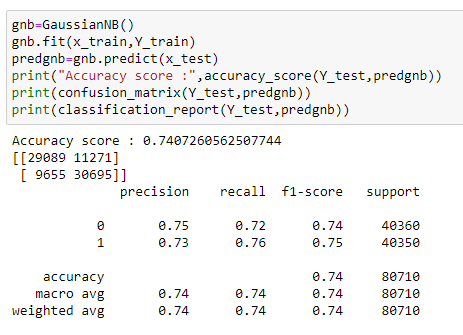 gnb=GaussianNB()
gnb.fit(x_train,Y_train)
predgnb=gnb.predict(x_test)
print("Accuracy score :",accuracy_score(Y_test,predgnb))
print(confusion_matrix(Y_test,predgnb))
print(classification_report(Y_test,predgnb))
Accuracy score : 0.7407260562507744
[[29089 11271]
[ 9655 30695]]
precision recall f1-score support
0 0.75 0.72 0.74 40360
1 0.73 0.76 0.75 40350
accuracy 0.74 80710
macro avg 0.74 0.74 0.74 80710
weighted avg 0.74 0.74 0.74 80710